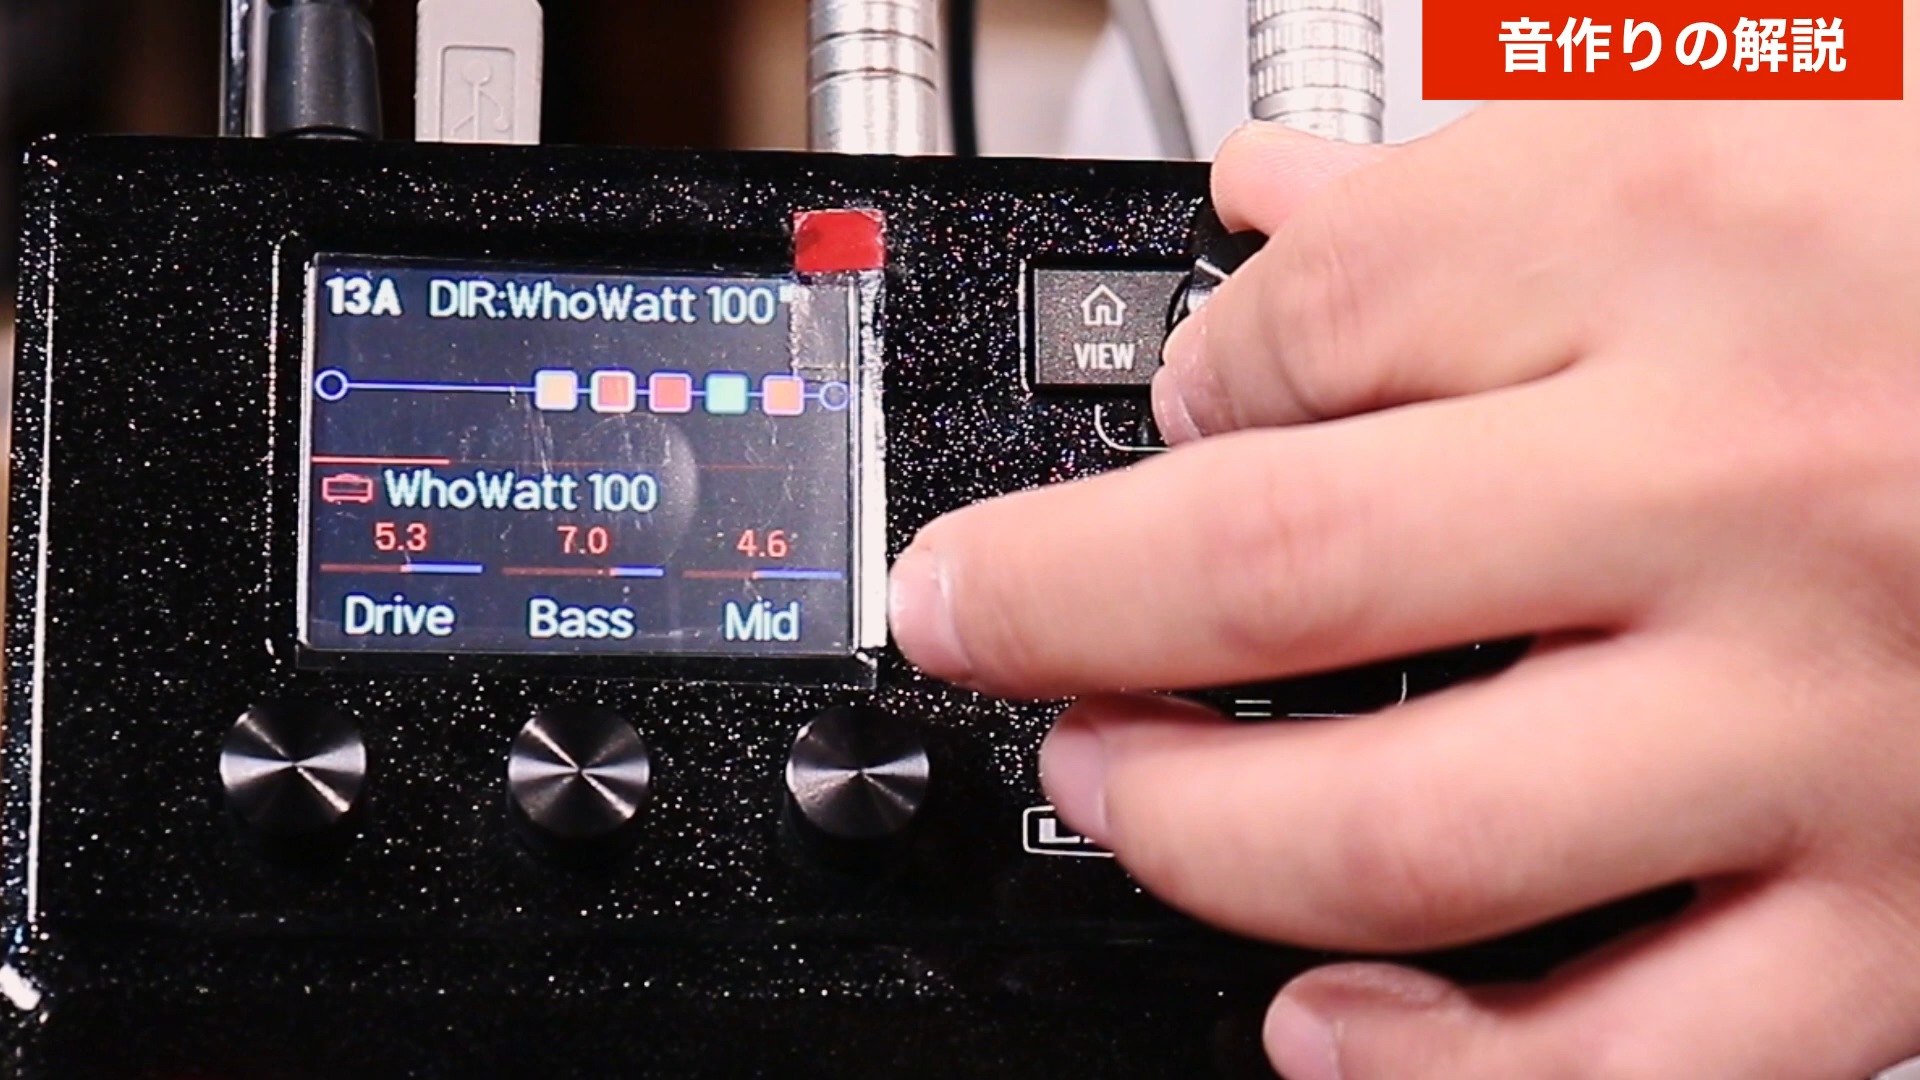 音作りの解説
13A DIR:WhoWatt 100"
VIEW
WhoWatt 100
5.3 7.0 4.6
Drive Bass Mid